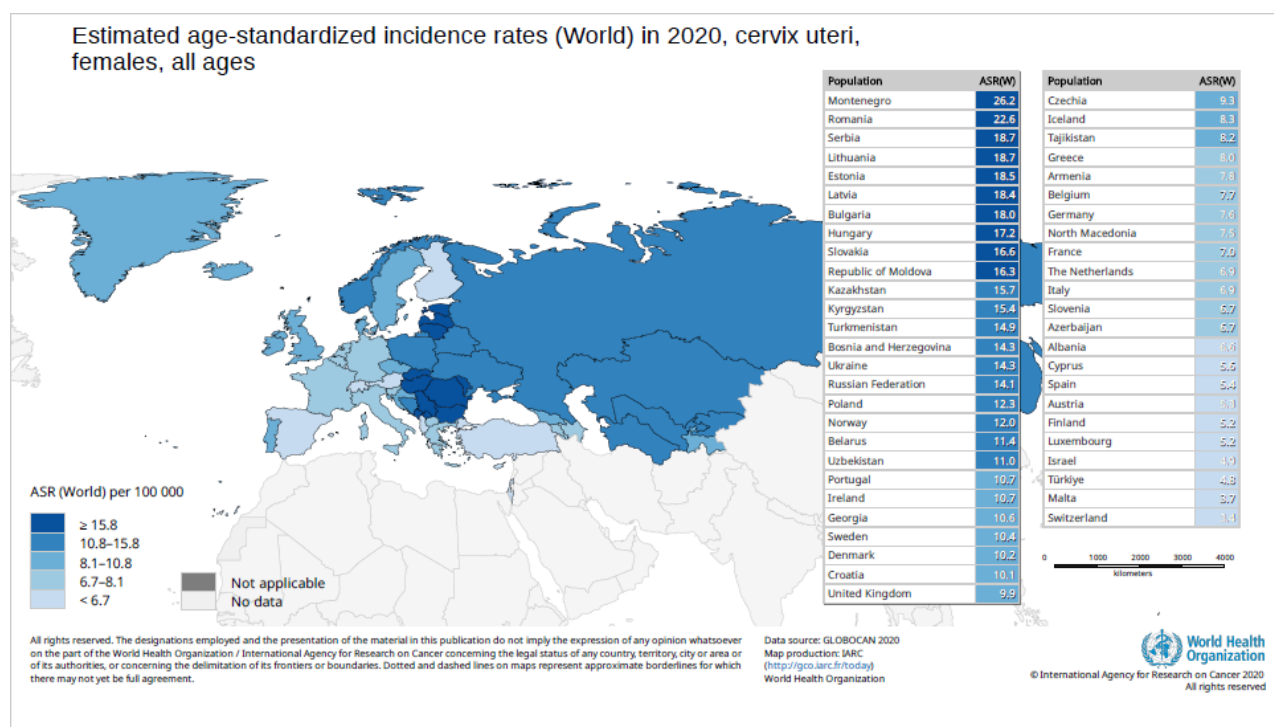 Estimated age-standardized incidence rates (World) in 2020, cervix uteri,
females, all ages
Population ASR(W)
Montenegro 26.2
Romania 22.6
Serbia 18.7
Lithuania 18.7
Estonia 18.5
Latvia 18.4
Bulgaria 18.0
Hungary 17.2
Slovakia 16.6
Republic of Moldova 16.3
Kazakhstan 15.7
Kyrgyzstan 15.4
Turkmenistan 14.9
Bosnia and Herzegovina 14.3
Ukraine 14.3
Russian Federation 14.1
Poland 12.3
Norway 12.0
Belarus 11.4
Uzbekistan 11.0
Portugal 10.7
Ireland 10.7
Georgia 10.6
Sweden 10.4
Denmark 10.2
Croatia 10.1
United Kingdom 9.9
Population ASR(W)
Czechia 9.3
Iceland 8.3
Tajikistan 8.2
Greece 8.0
Armenia 7.8
Belgium 7.7
Germany 7.6
North Macedonia 7.5
France 7.0
The Netherlands 6.9
Italy 6.9
Slovenia 6.7
Azerbaijan 6.7
Albania
Cyprus
Spain 5.4
Austria
Finland 5.2
Luxembourg 5.2
Israel
Türkiye 4.8
Malta 3.7
Switzerland
ASR (World) per 100 000
≥ 15.8
10.8–15.8
8.1–10.8
6.7–8.1
< 6.7
Not applicable
No data
0 1000 2000 3000 4000
kilometers
All rights reserved. The designations employed and the presentation of the material in this publication do not imply the expression of any opinion whatsoever
on the part of the World Health Organization / International Agency for Research on Cancer concerning the legal status of any country, territory, city or area or
of its authorities, or concerning the delimitation of its frontiers or boundaries. Dotted and dashed lines on maps represent approximate borderlines for which
there may not yet be full agreement.
Data source: GLOBOCAN 2020
Map production: IARC
(http://gco.iarc.fr/today)
World Health Organization
World Health
Organization
© International Agency for Research on Cancer 2020
All rights reserved